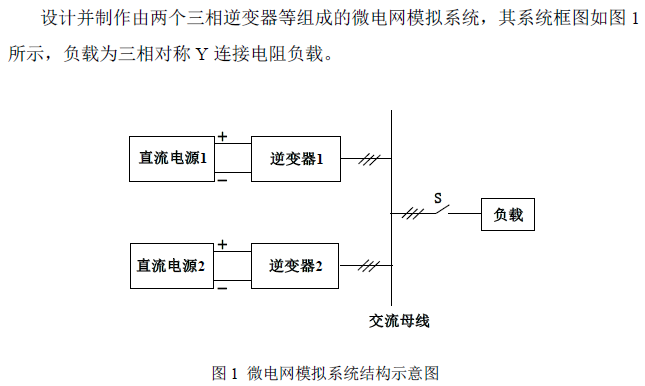 设计并制作由两个三相逆变器等组成的微电网模拟系统，其系统框图如图 1
所示，负载为三相对称 Y 连接电阻负载。
+
直流电源1
逆变器1
−
S
负载
+
直流电源2
逆变器2
−
交流母线
图 1 微电网模拟系统结构示意图